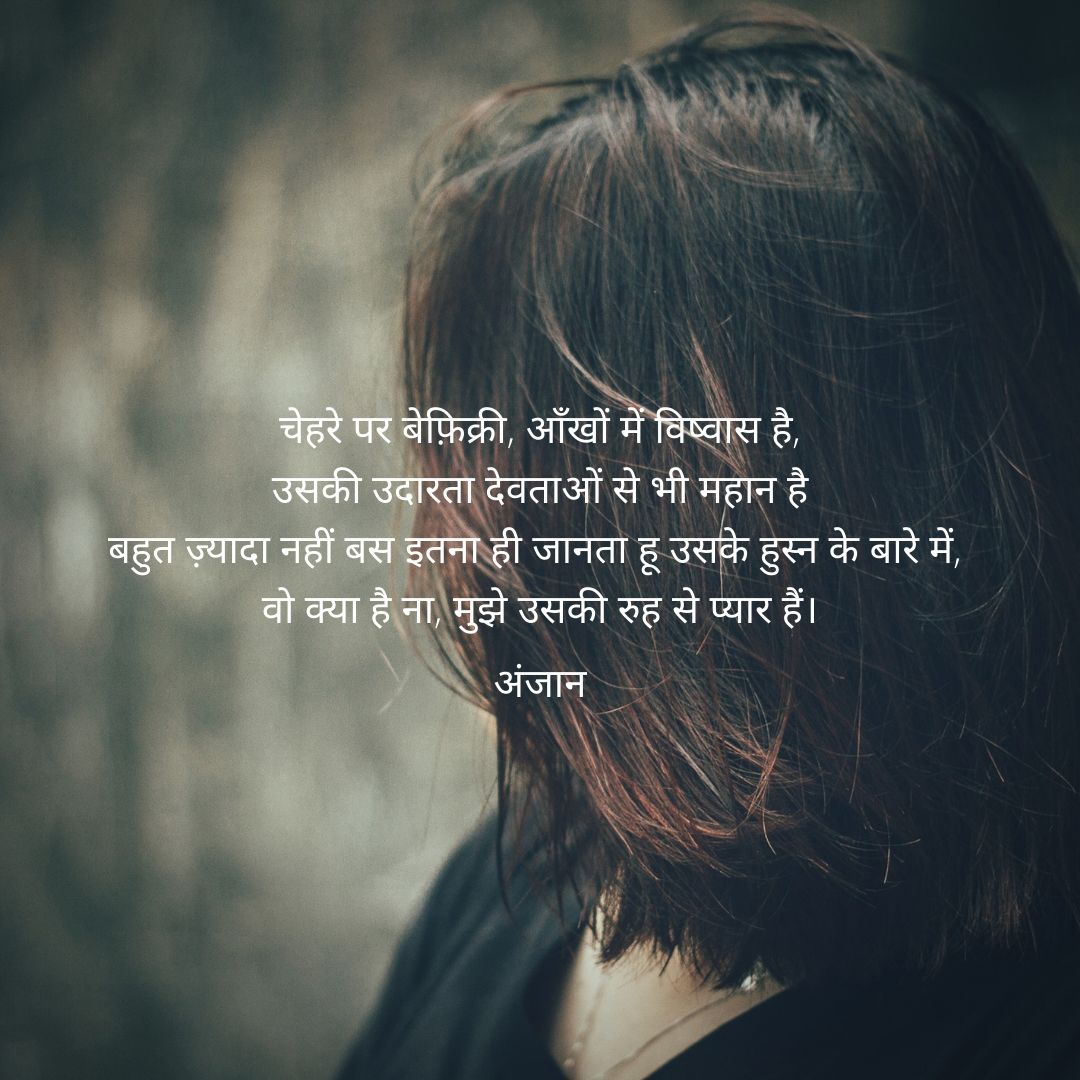 चेहरे पर बेफ़िक्री, आँखों में विष्वास है,
उसकी उदारता देवताओं से भी महान है
बहुत ज़्यादा नहीं बस इतना ही जानता हू उसके हुस्न के बारे में,
वो क्या है ना, मुझे उसकी रुह से प्यार हैं।
अंजान